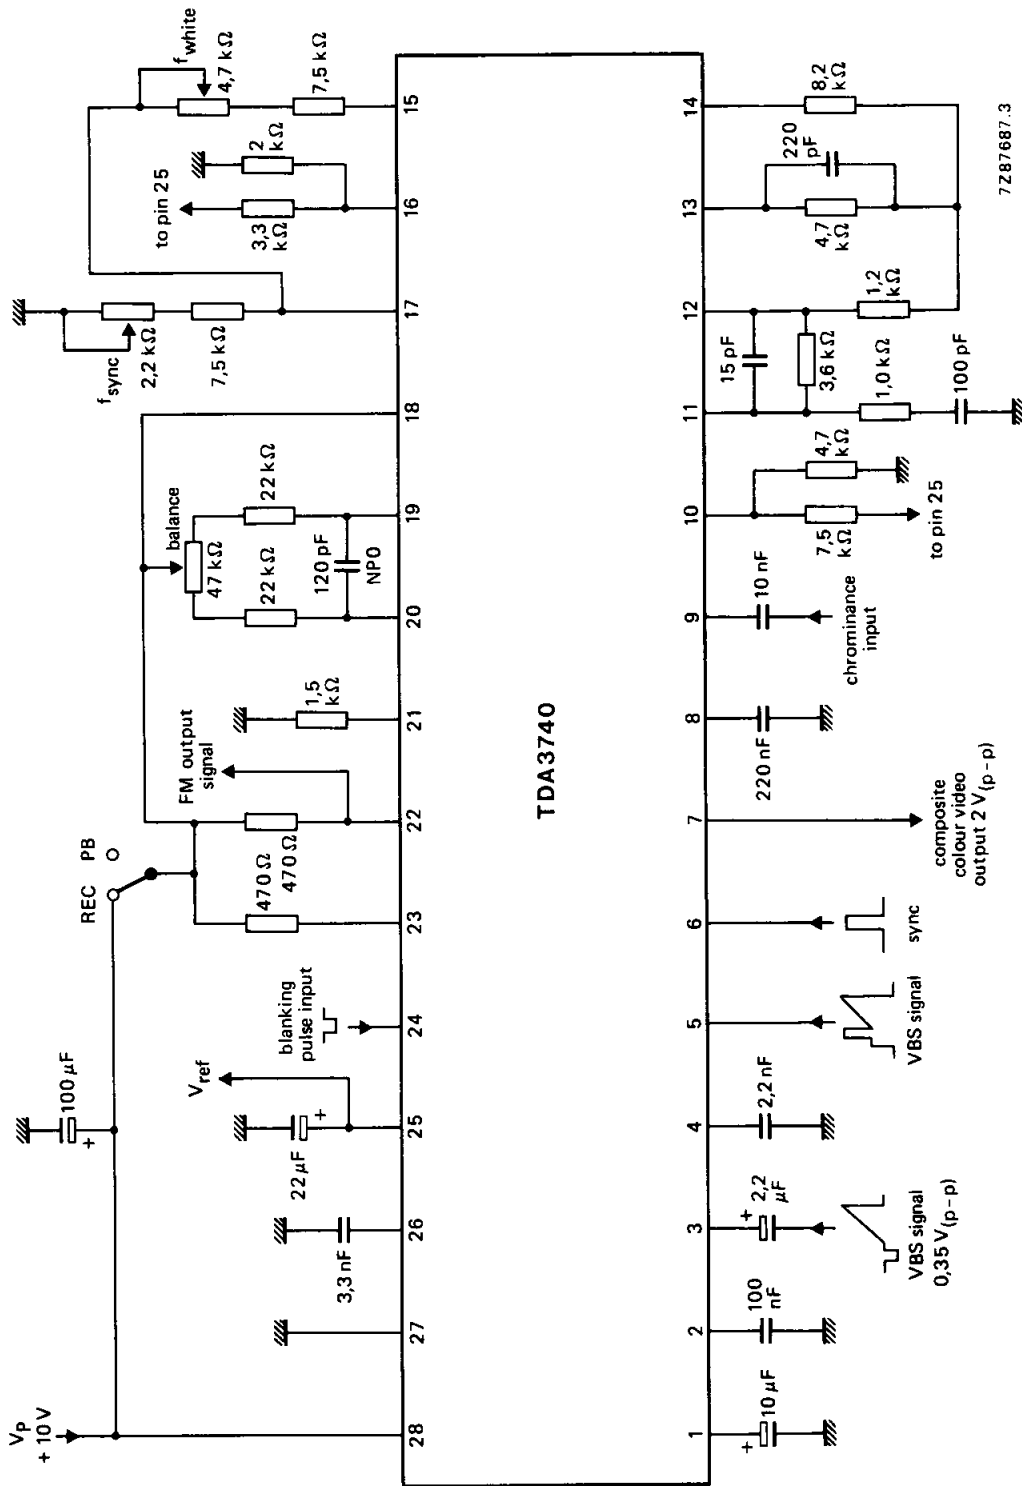 VP
+ 10 V
100 μF
+
REC
PB
470 Ω
470 Ω
FM output
signal
balance
47 kΩ
22 kΩ
22 kΩ
120 pF
NPO
fsync
2,2 kΩ
7,5 kΩ
to pin 25
3,3
kΩ
2
kΩ
fwhite
4,7 kΩ
7,5 kΩ
3,3 nF
22 μF
+
Vref
blanking
pulse input
1,5
kΩ
28
27
26
25
24
23
22
21
20
19
18
17
16
15
TDA3740
1
2
3
4
5
6
7
8
9
10
11
12
13
14
+
10 μF
100
nF
+
2,2
μF
VBS signal
0,35 V(p-p)
2,2 nF
VBS signal
sync
composite
colour video
output 2 V(p-p)
220 nF
10 nF
chrominance
input
7,5
kΩ
4,7
kΩ
to pin 25
15 pF
3,6 kΩ
1,0 kΩ
100 pF
1,2
kΩ
4,7
kΩ
220
pF
8,2
kΩ
7Z87687.3